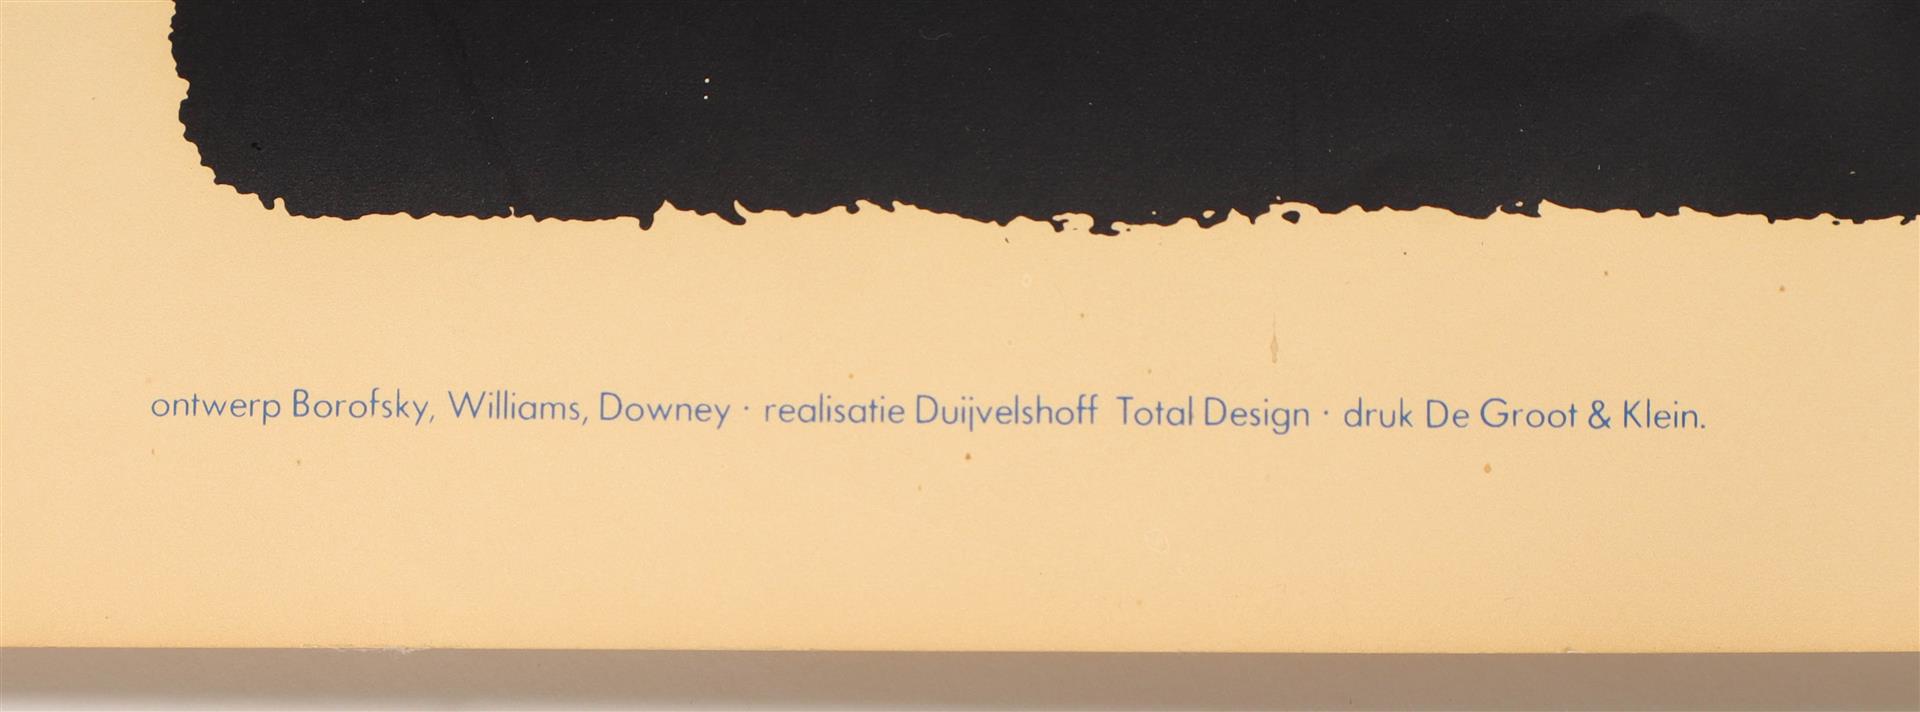 ontwerp Borofsky, Williams, Downey · realisatie Duijvelshoff Total Design · druk De Groot & Klein.